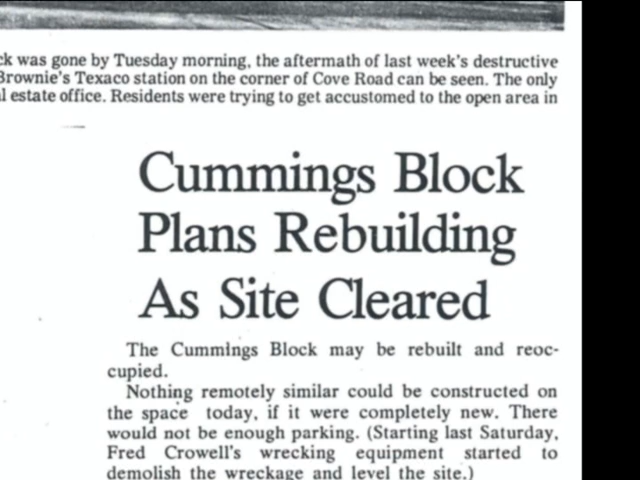 ck was gone by Tuesday morning, the aftermath of last week's destructive
Brownie's Texaco station on the corner of Cove Road can be seen. The only
l estate office. Residents were trying to get accustomed to the open area in
Cummings Block
Plans Rebuilding
As Site Cleared
The Cummings Block may be rebuilt and reoc-
cupied.
Nothing remotely similar could be constructed on
the space today, if it were completely new. There
would not be enough parking. (Starting last Saturday,
Fred Crowell's wrecking equipment started to
demolish the wreckage and level the site.)